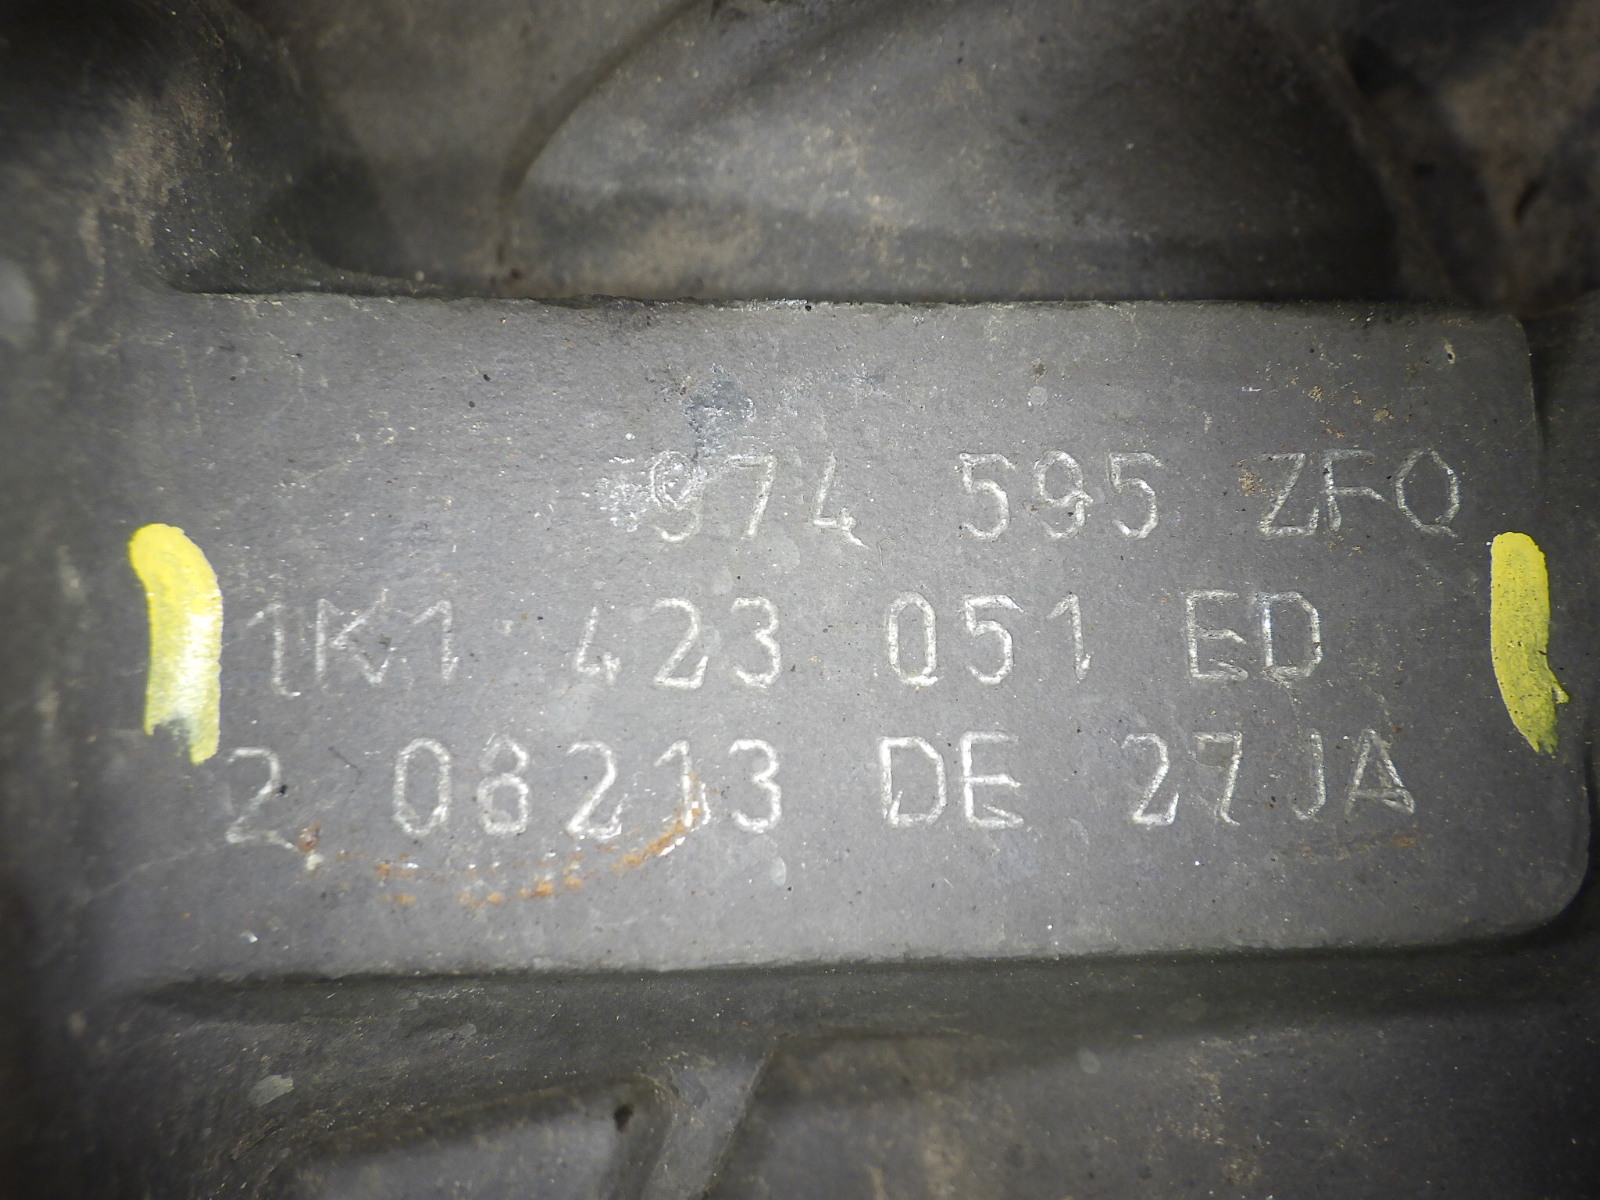 974 595 ZFQ
1K1 423 051 ED
2 08213 DE 27JA